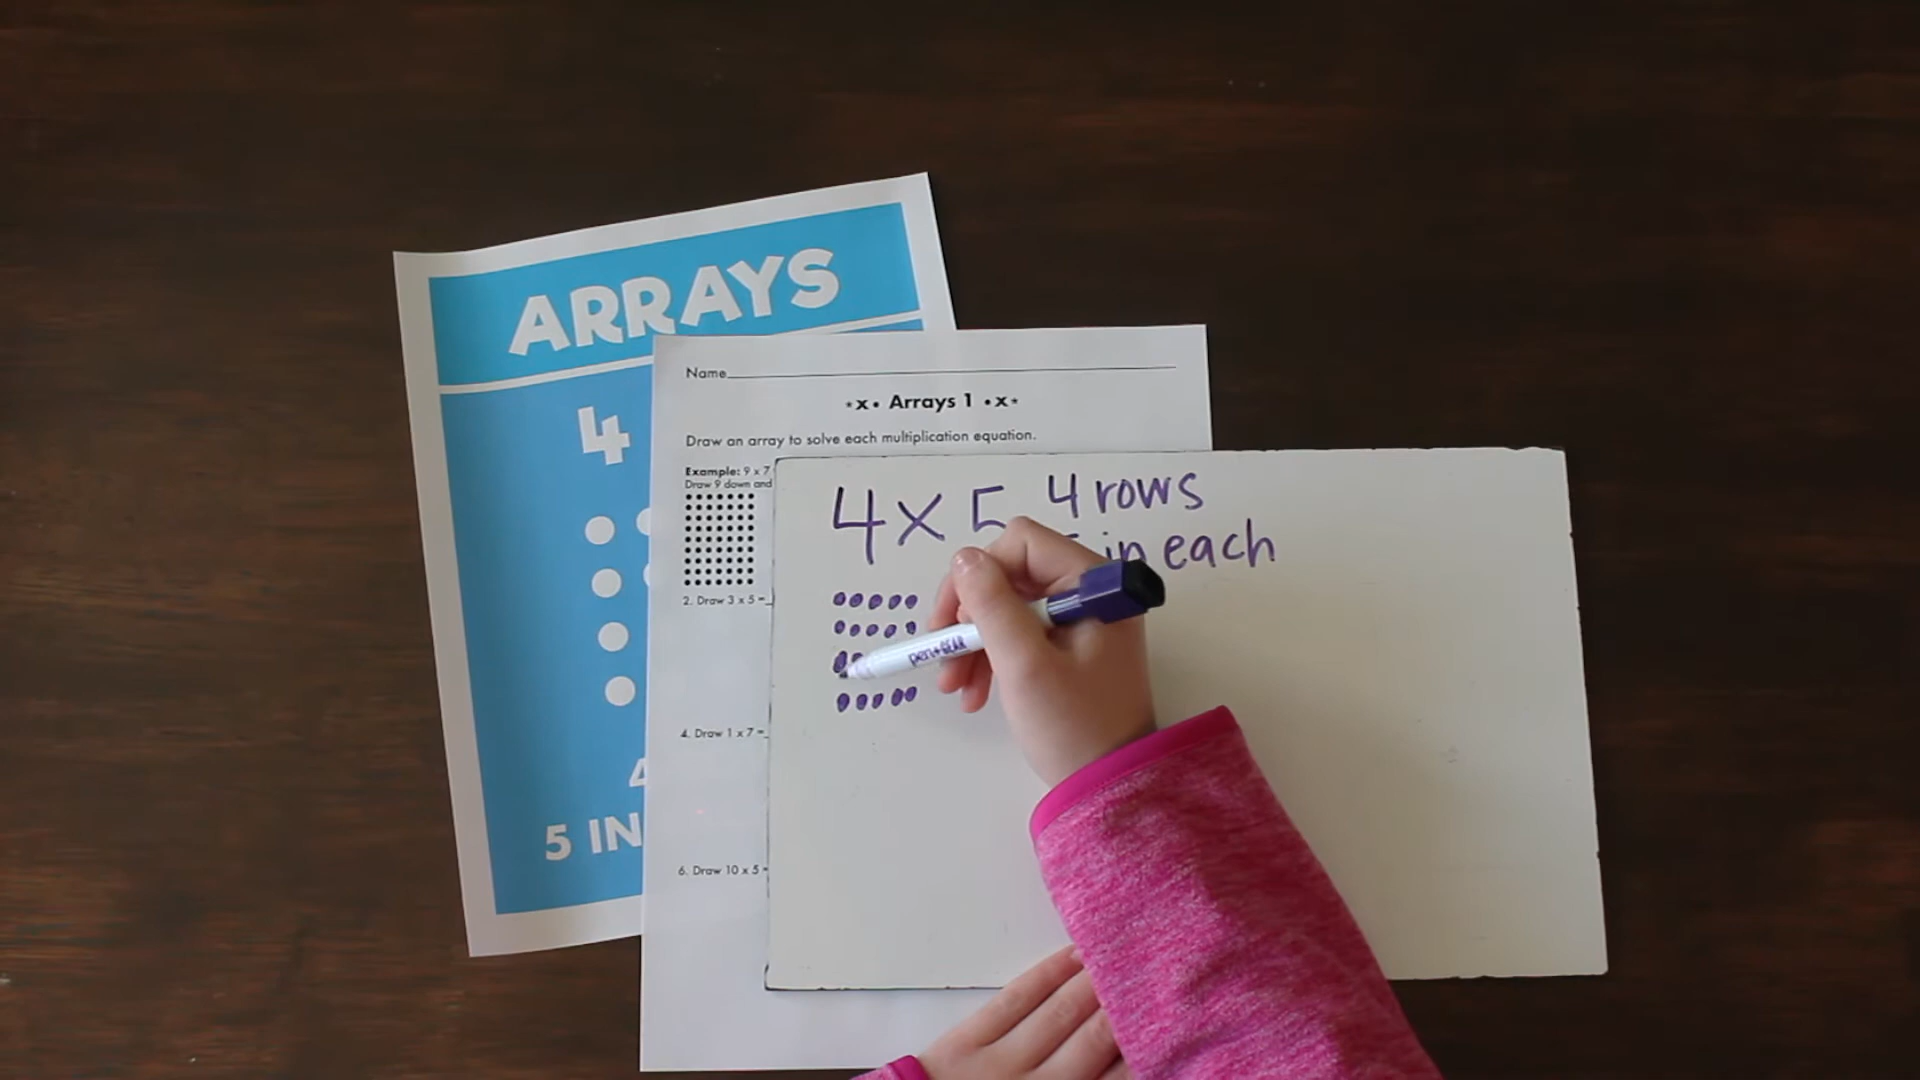 ARRAYS
4
4
5 IN
Name
•x• Arrays 1 •x•
Draw an array to solve each multiplication equation.
Example: 9 x 7
Draw 9 down and
2. Draw 3 x 5 =
4. Draw 1 x 7 =
6. Draw 10 x 5 =
4 x 5
4 rows
in each
pen+GEAR